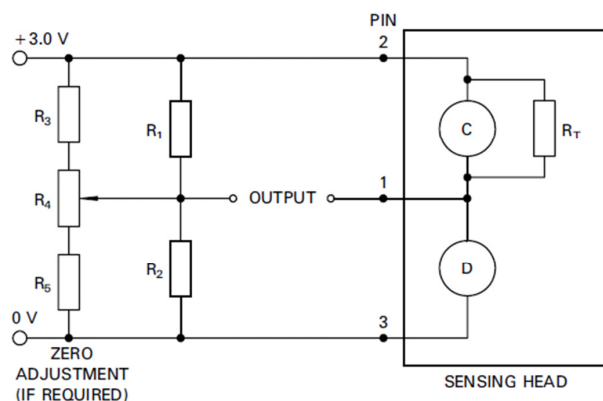 PIN
+3.0 V
2
R3
R1
C
RT
R4
OUTPUT
1
R5
R2
D
0 V
3
ZERO
ADJUSTMENT
(IF REQUIRED)
SENSING HEAD